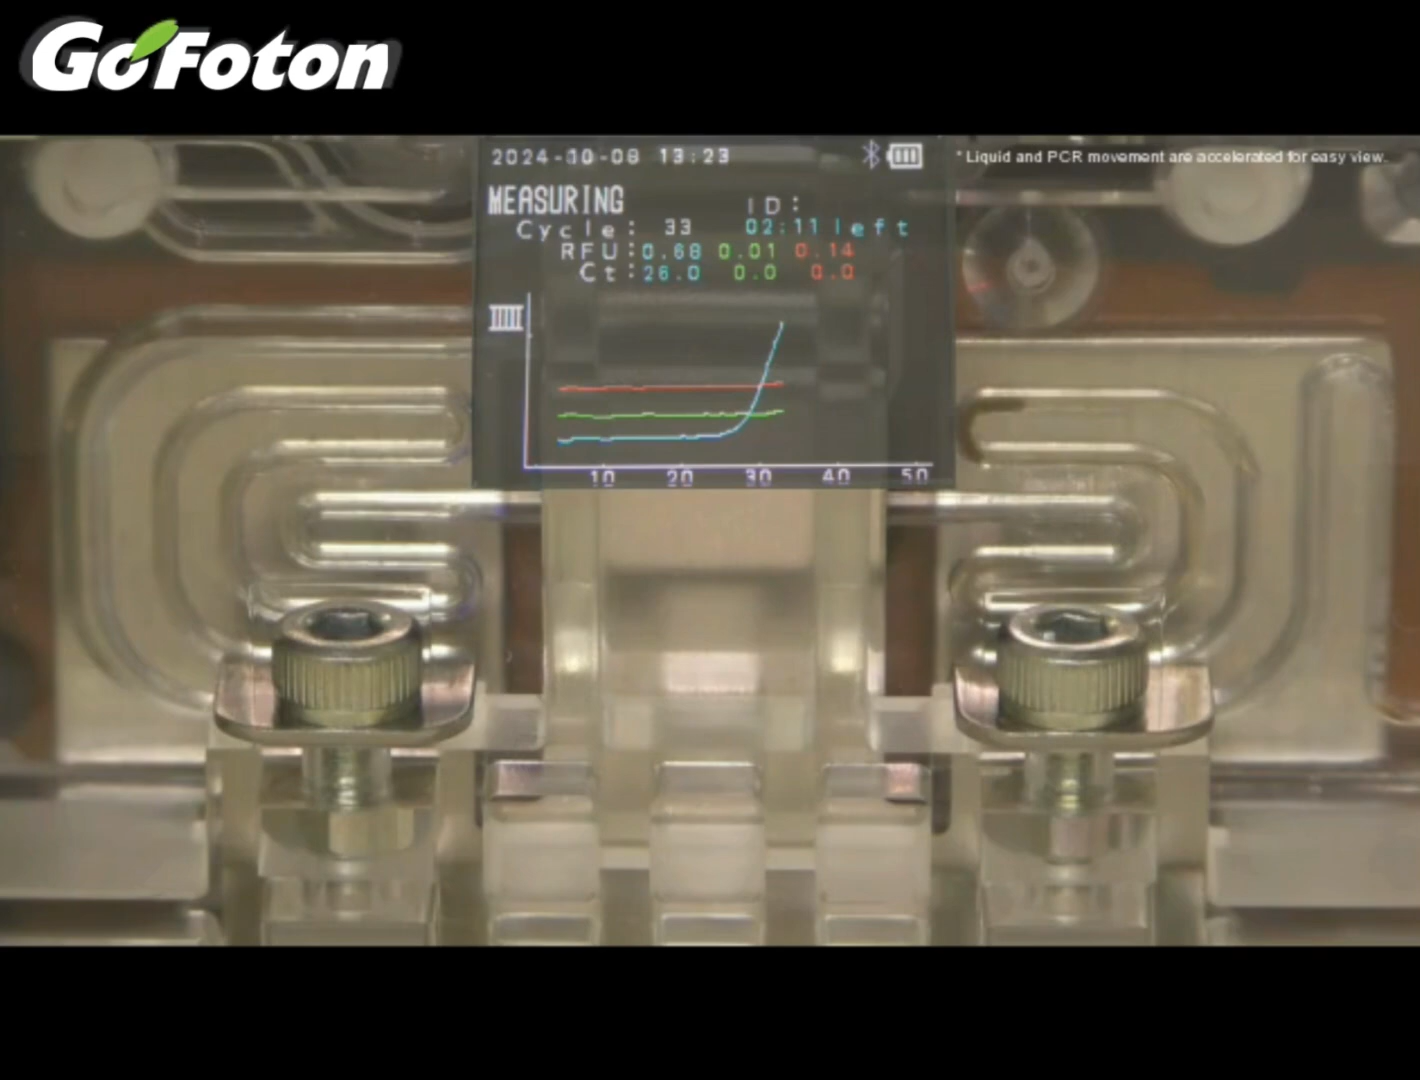 GoFoton
2024-10-08 13:23
* Liquid and PCR movement are accelerated for easy view.
MEASURING
ID:
Cycle: 33 02:11 left
RFU:0.68 0.01 0.14
Ct:26.0 0.0 0.0
10 20 30 40 50